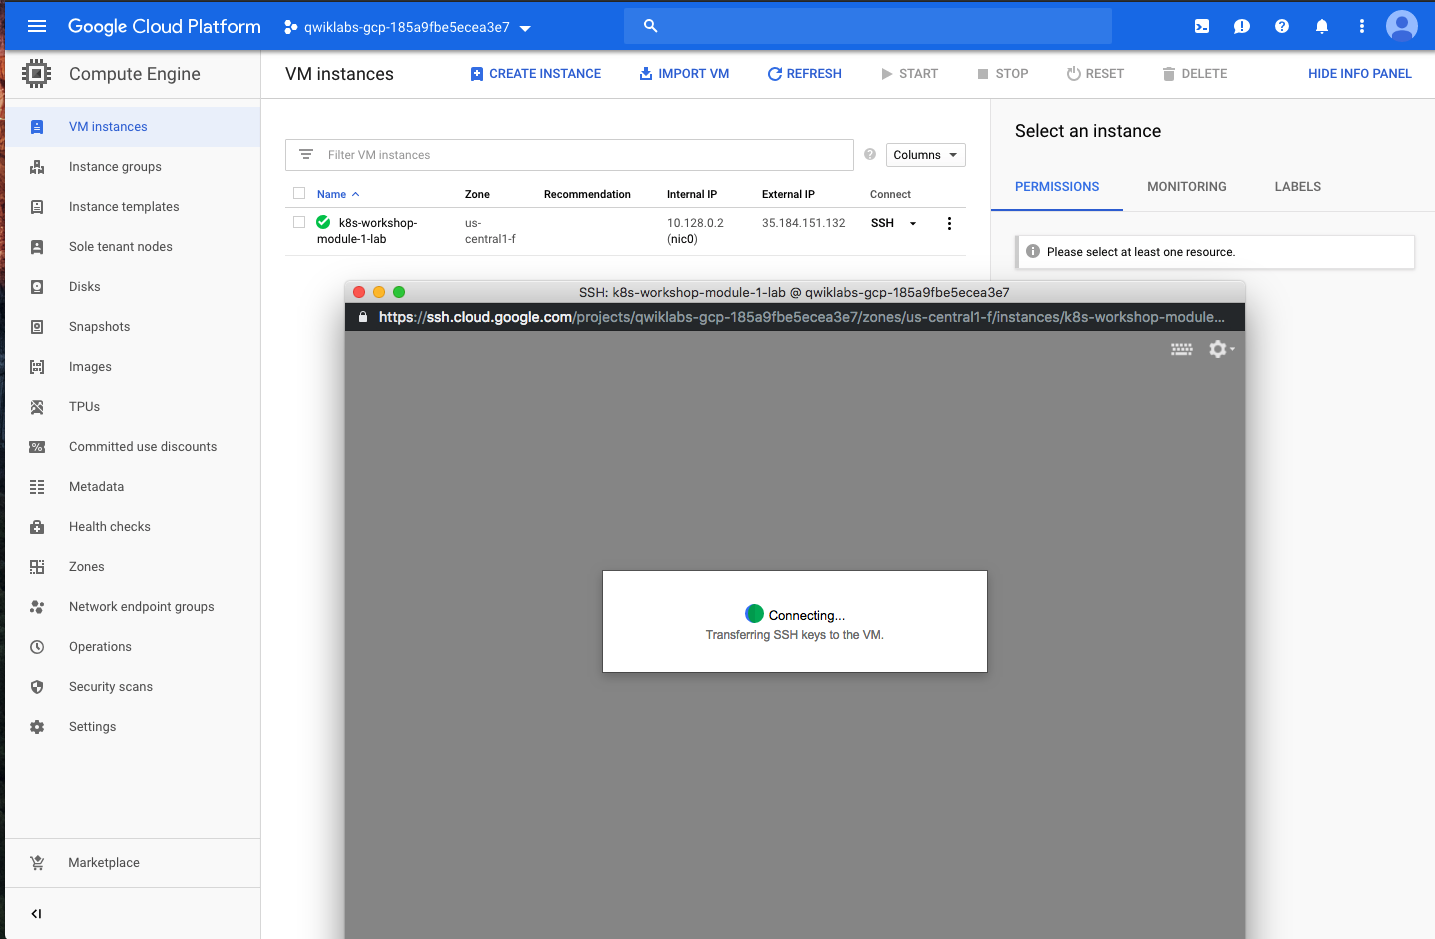 Google Cloud Platform
qwiklabs-gcp-185a9fbe5ecea3e7
Compute Engine
VM instances
CREATE INSTANCE
IMPORT VM
REFRESH
START
STOP
RESET
DELETE
HIDE INFO PANEL
VM instances
Instance groups
Instance templates
Sole tenant nodes
Disks
Snapshots
Images
TPUs
Committed use discounts
Metadata
Health checks
Zones
Network endpoint groups
Operations
Security scans
Settings
Marketplace
Filter VM instances
Columns
Name
Zone
Recommendation
Internal IP
External IP
Connect
k8s-workshop-
module-1-lab
us-
central1-f
10.128.0.2
(nic0)
35.184.151.132
SSH
Select an instance
PERMISSIONS
MONITORING
LABELS
Please select at least one resource.
SSH: k8s-workshop-module-1-lab @ qwiklabs-gcp-185a9fbe5ecea3e7
https://ssh.cloud.google.com/projects/qwiklabs-gcp-185a9fbe5ecea3e7/zones/us-central1-f/instances/k8s-workshop-module...
Connecting...
Transferring SSH keys to the VM.